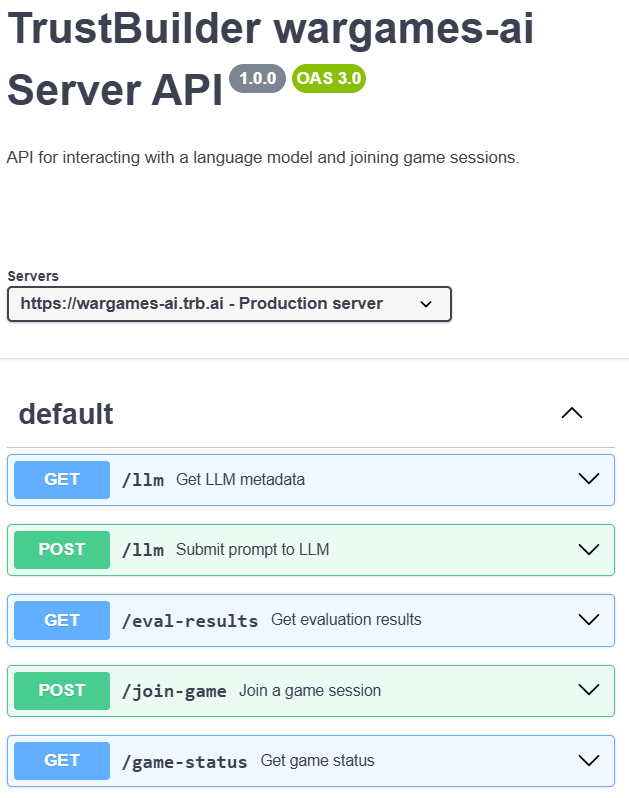 TrustBuilder wargames-ai
Server API 1.0.0 OAS 3.0
API for interacting with a language model and joining game sessions.
Servers
https://wargames-ai.trb.ai - Production server
default
GET /llm Get LLM metadata
POST /llm Submit prompt to LLM
GET /eval-results Get evaluation results
POST /join-game Join a game session
GET /game-status Get game status